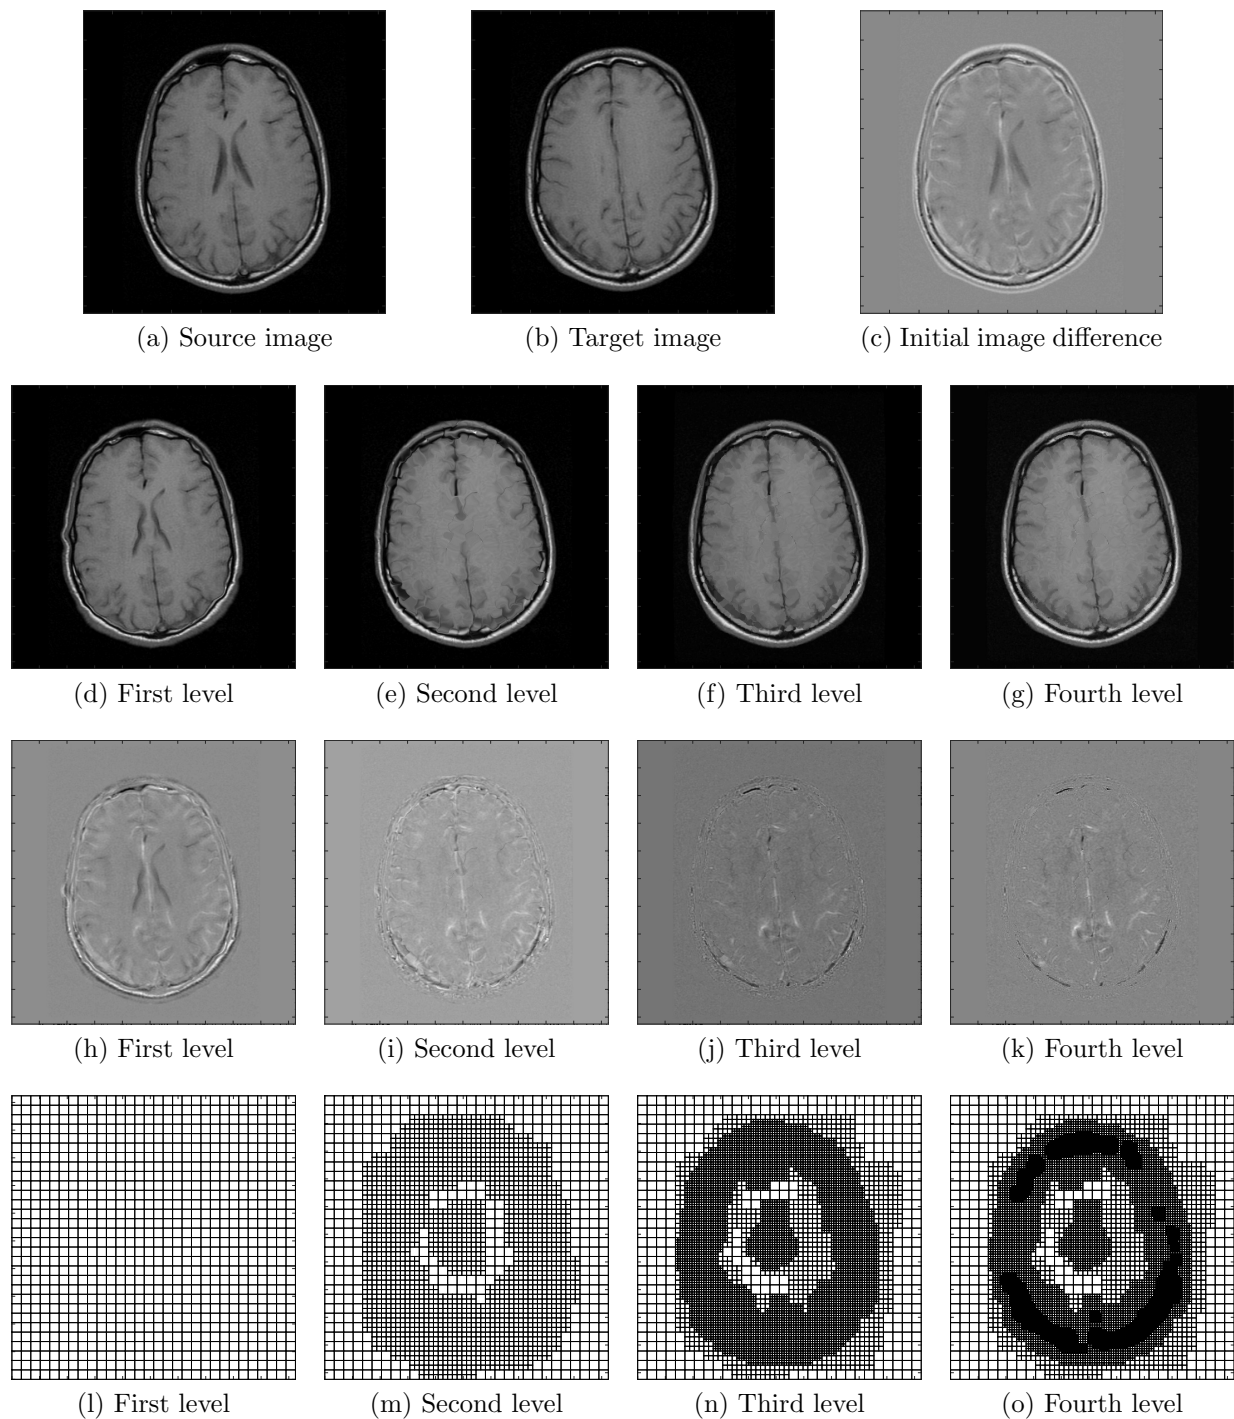 (a) Source image
(b) Target image
(c) Initial image difference
(d) First level
(e) Second level
(f) Third level
(g) Fourth level
(h) First level
(i) Second level
(j) Third level
(k) Fourth level
(l) First level
(m) Second level
(n) Third level
(o) Fourth level